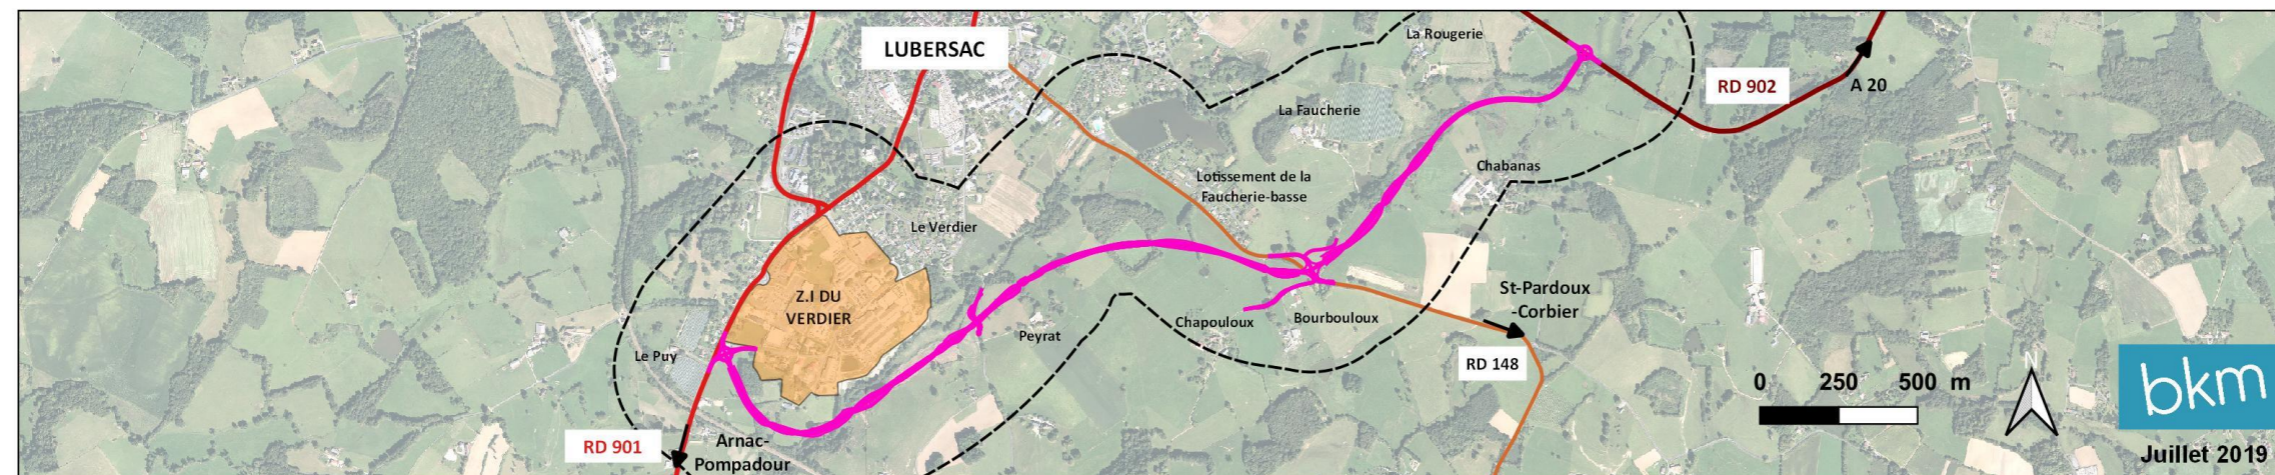 La Rougerie
LUBERSAC
RD 902
A 20
La Faucherie
Chabanas
Lotissement de la
Faucherie-basse
Le Verdier
Z.I DU
VERDIER
St-Pardoux
-Corbier
Chapouloux
Bourbouloux
Peyrat
Le Puy
RD 148
N
0 250 500 m
bkm
RD 901
Arnac-
Pompadour
Juillet 2019